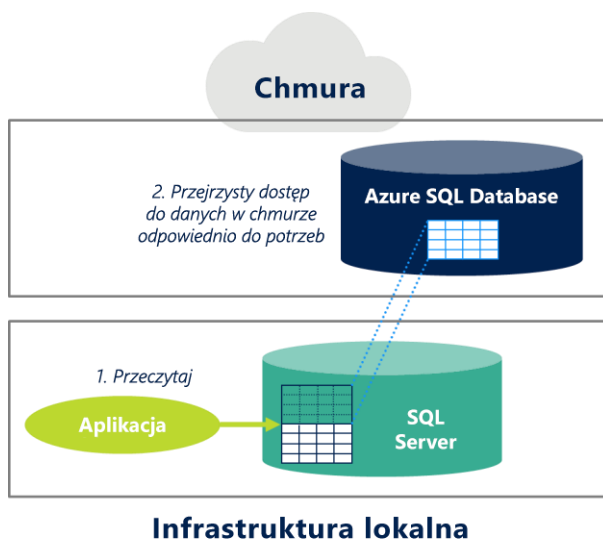 Chmura
2. Przejrzysty dostęp
do danych w chmurze
odpowiednio do potrzeb
Azure SQL Database
1. Przeczytaj
Aplikacja
SQL
Server
Infrastruktura lokalna